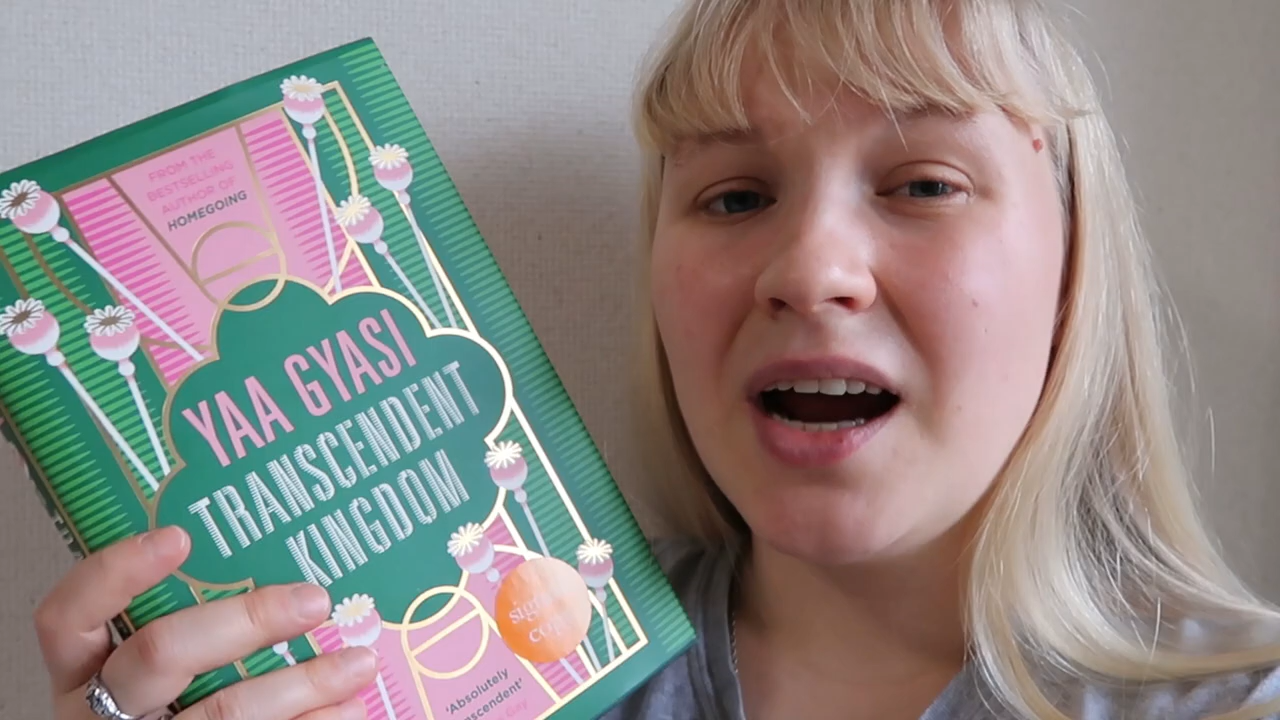 FROM THE
BESTSELLING
AUTHOR OF
HOMEGOING
YAA GYASI
TRANSCENDENT
KINGDOM
'Absolutely